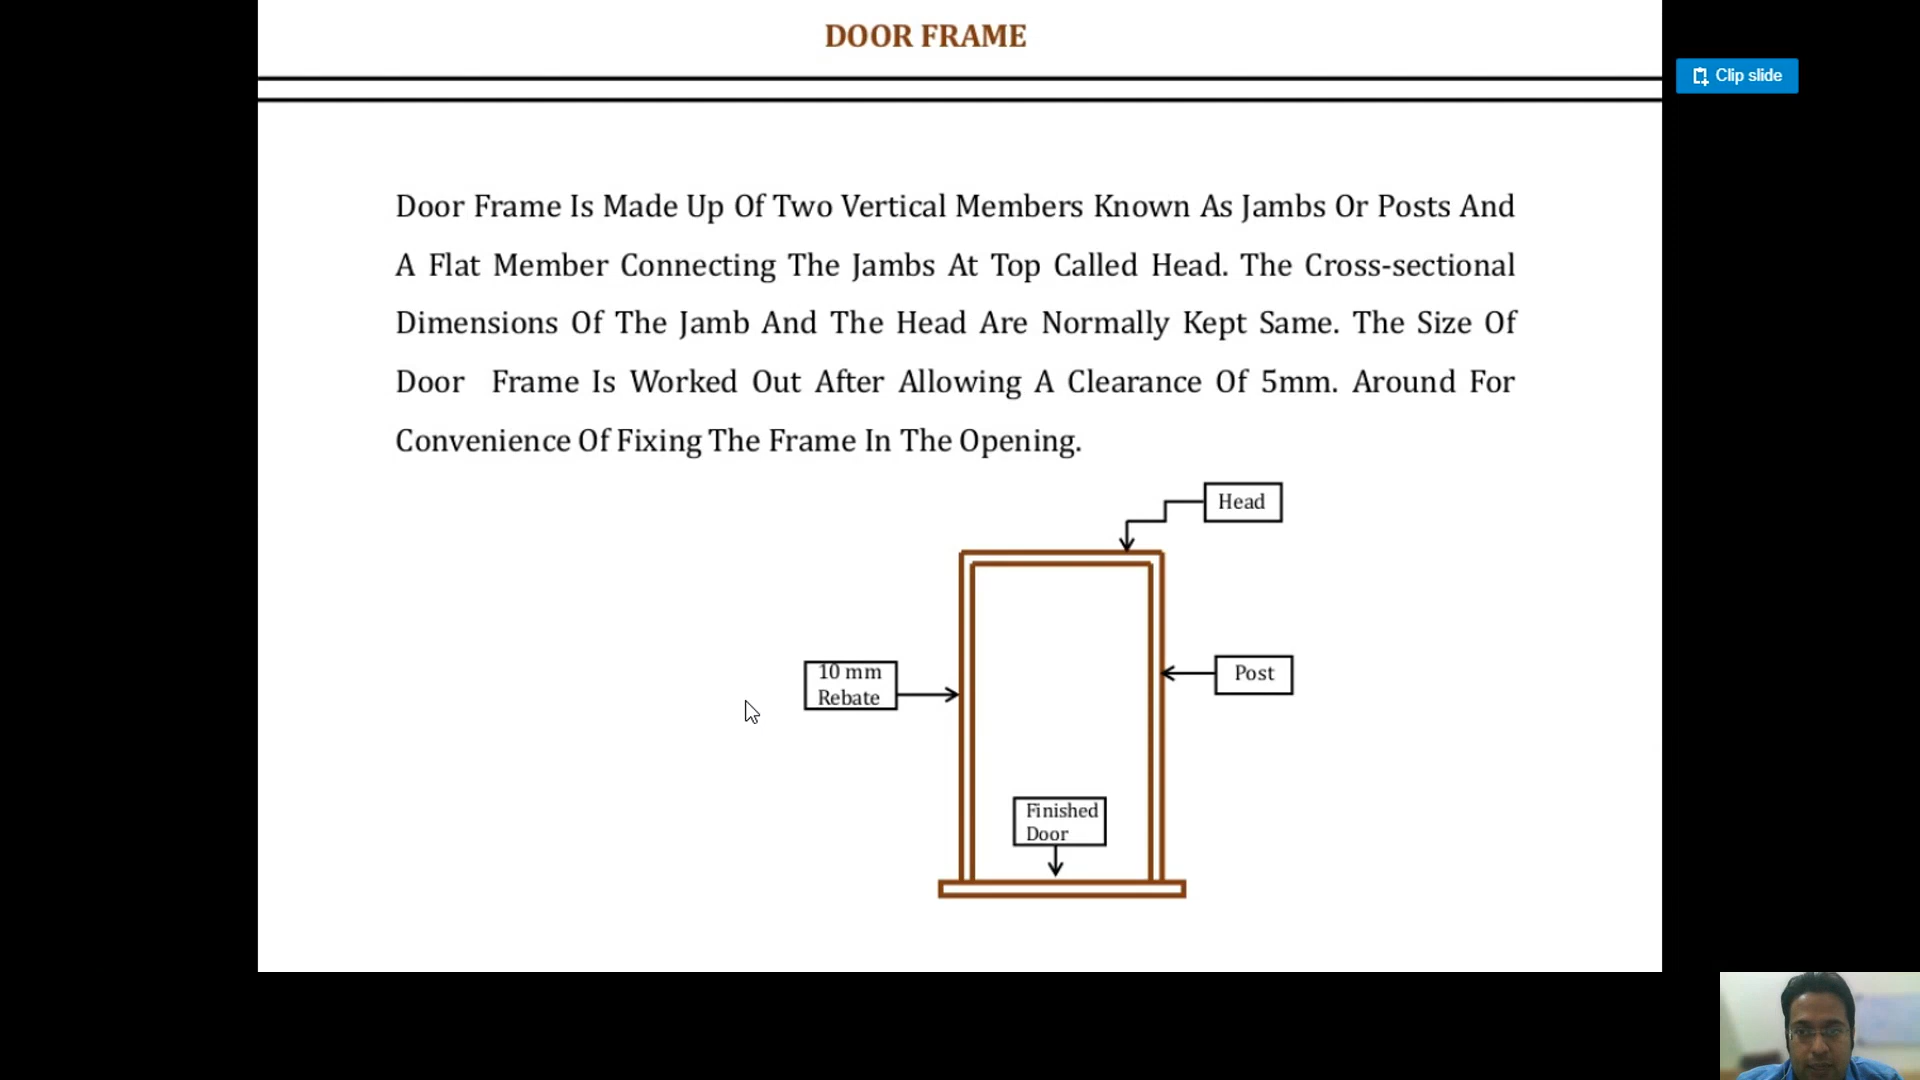 DOOR FRAME
Clip slide
Door Frame Is Made Up Of Two Vertical Members Known As Jambs Or Posts And
A Flat Member Connecting The Jambs At Top Called Head. The Cross-sectional
Dimensions Of The Jamb And The Head Are Normally Kept Same. The Size Of
Door Frame Is Worked Out After Allowing A Clearance Of 5mm. Around For
Convenience Of Fixing The Frame In The Opening.
Head
10 mm
Rebate
Post
Finished
Door